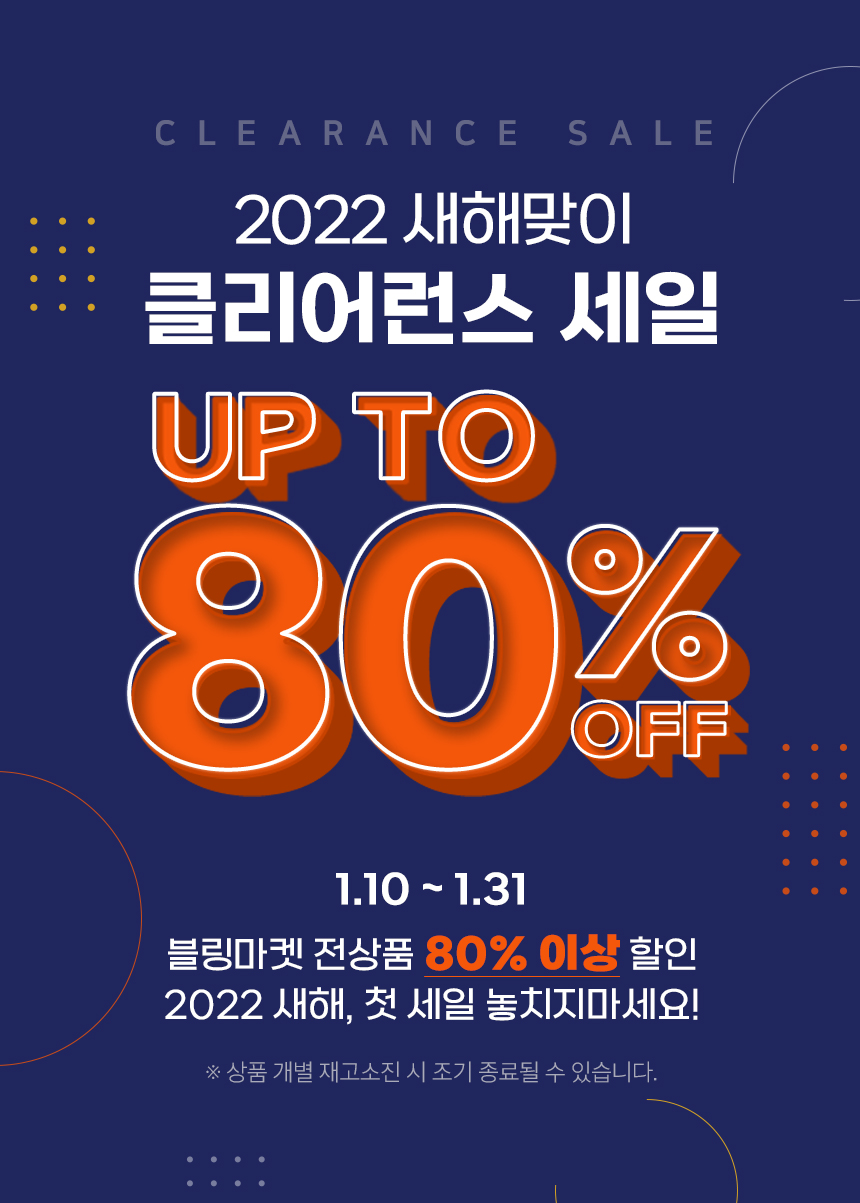 CLEARANCE SALE
2022 새해맞이
클리어런스 세일
UP TO
80%
OFF
1.10 ~ 1.31
블링마켓 전상품 80% 이상 할인
2022 새해, 첫 세일 놓치지마세요!
※ 상품 개별 재고소진 시 조기 종료될 수 있습니다.